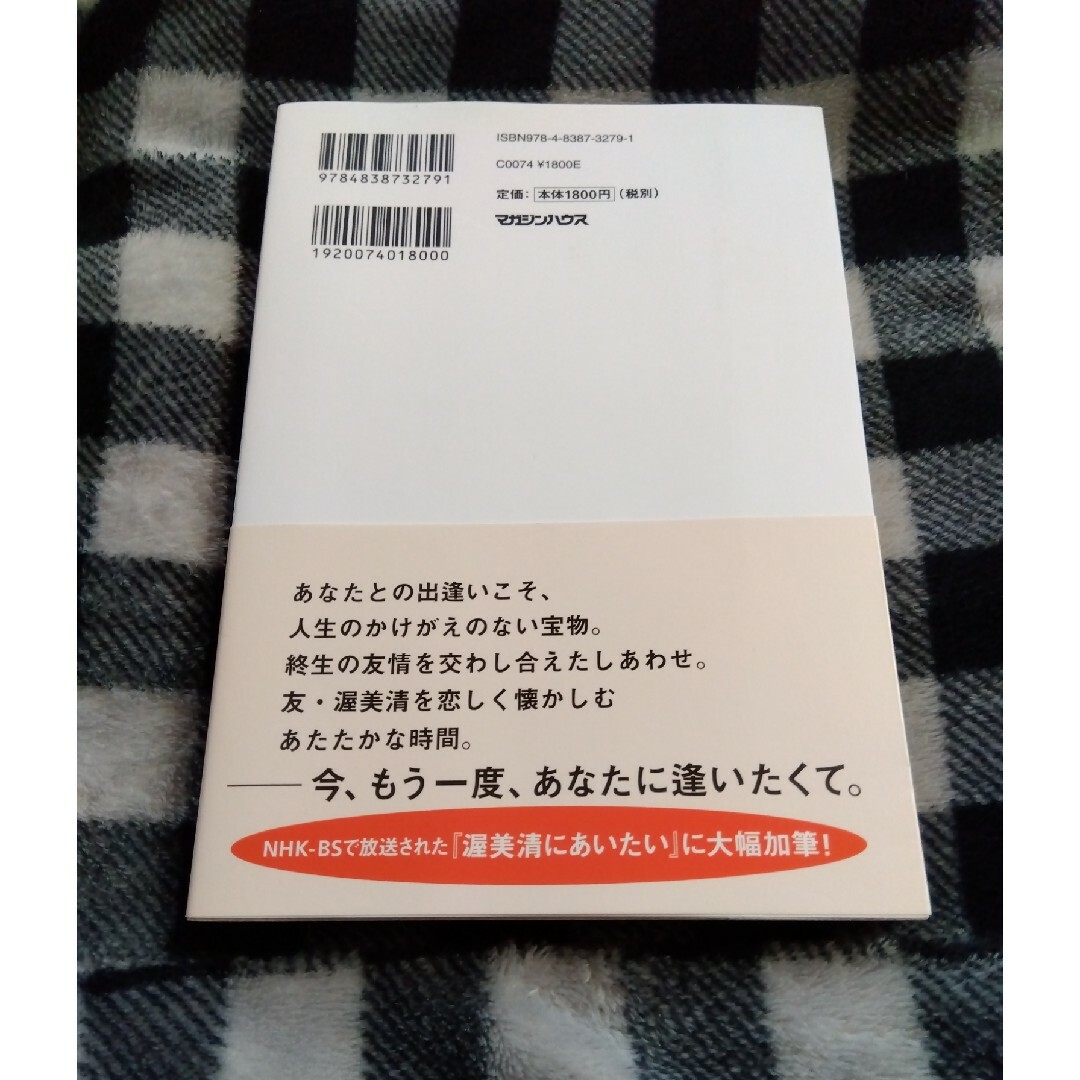 ISBN978-4-8387-3279-1
C0074 ¥1800E
定価：本体1800円（税別）
マガジンハウス
9784838732791
1920074018000
あなたとの出逢いこそ、
人生のかけがえのない宝物。
終生の友情を交わし合えたしあわせ。
友・渥美清を恋しく懐かしむ
あたたかな時間。
——今、もう一度、あなたに逢いたくて。
NHK-BSで放送された『渥美清にあいたい』に大幅加筆！